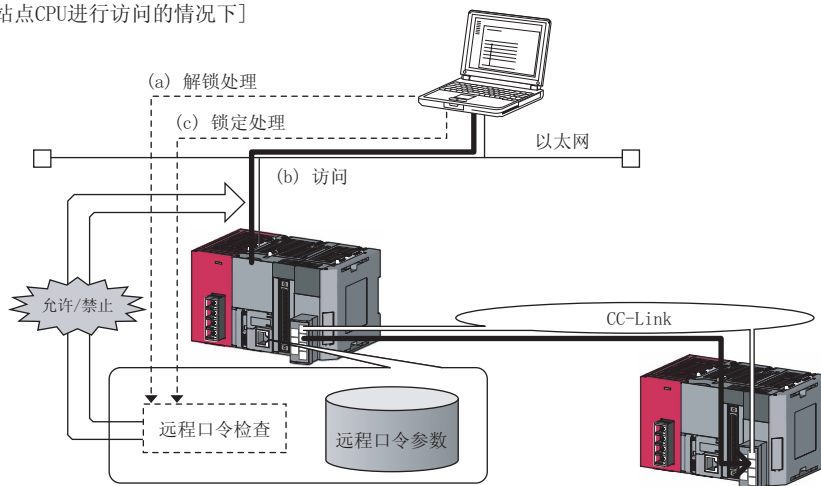 站点CPU进行访问的情况下]
(a) 解锁处理
(c) 锁定处理
以太网
(b) 访问
允许/禁止
CC-Link
远程口令检查
远程口令参数